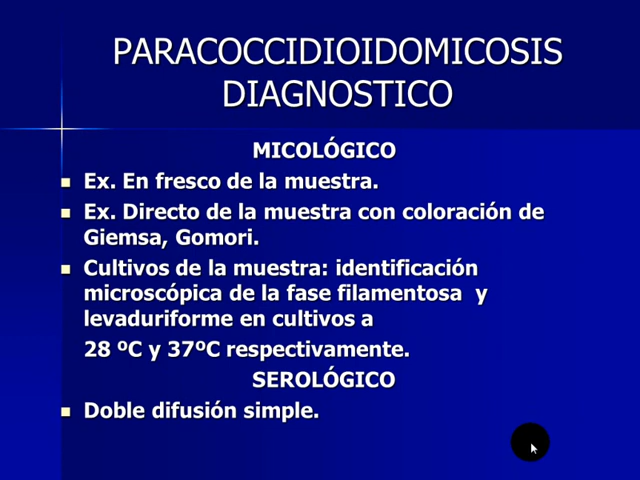 PARACOCCIDIOIDOMICOSIS
DIAGNOSTICO
MICOLÓGICO
Ex. En fresco de la muestra.
Ex. Directo de la muestra con coloración de
Giemsa, Gomori.
Cultivos de la muestra: identificación
microscópica de la fase filamentosa y
levaduriforme en cultivos a
28 ºC y 37ºC respectivamente.
SEROLÓGICO
Doble difusión simple.